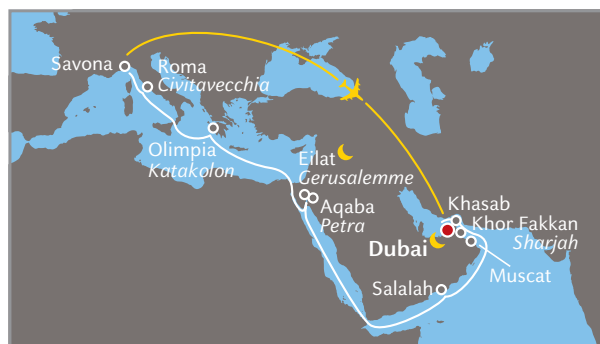 Savona
Roma
Civitavecchia
Olimpia
Katakolon
Eilat
Gerusalemme
Aqaba
Petra
Khasab
Khor Fakkan
Sharjah
Dubai
Muscat
Salalah